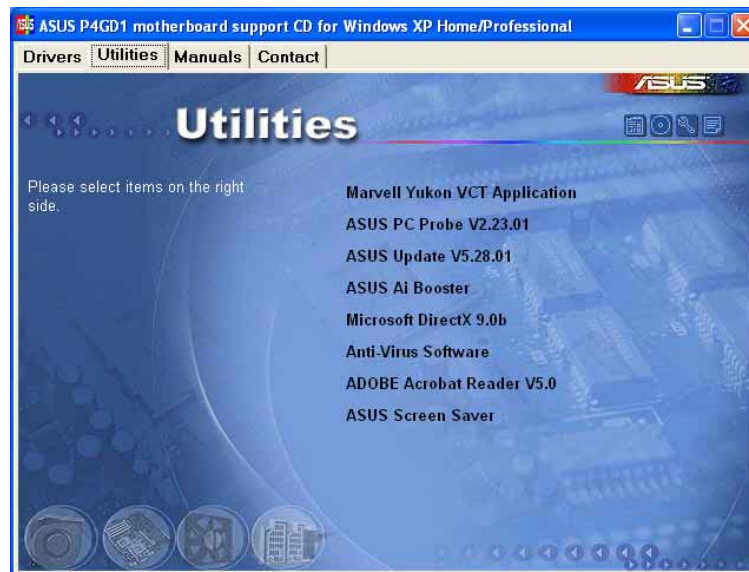 ASUS P4GD1 motherboard support CD for Windows XP Home/Professional
Drivers Utilities Manuals Contact
ASUS
Utilities
Please select items on the right
side.
Marvell Yukon VCT Application
ASUS PC Probe V2.23.01
ASUS Update V5.28.01
ASUS Ai Booster
Microsoft DirectX 9.0b
Anti-Virus Software
ADOBE Acrobat Reader V5.0
ASUS Screen Saver